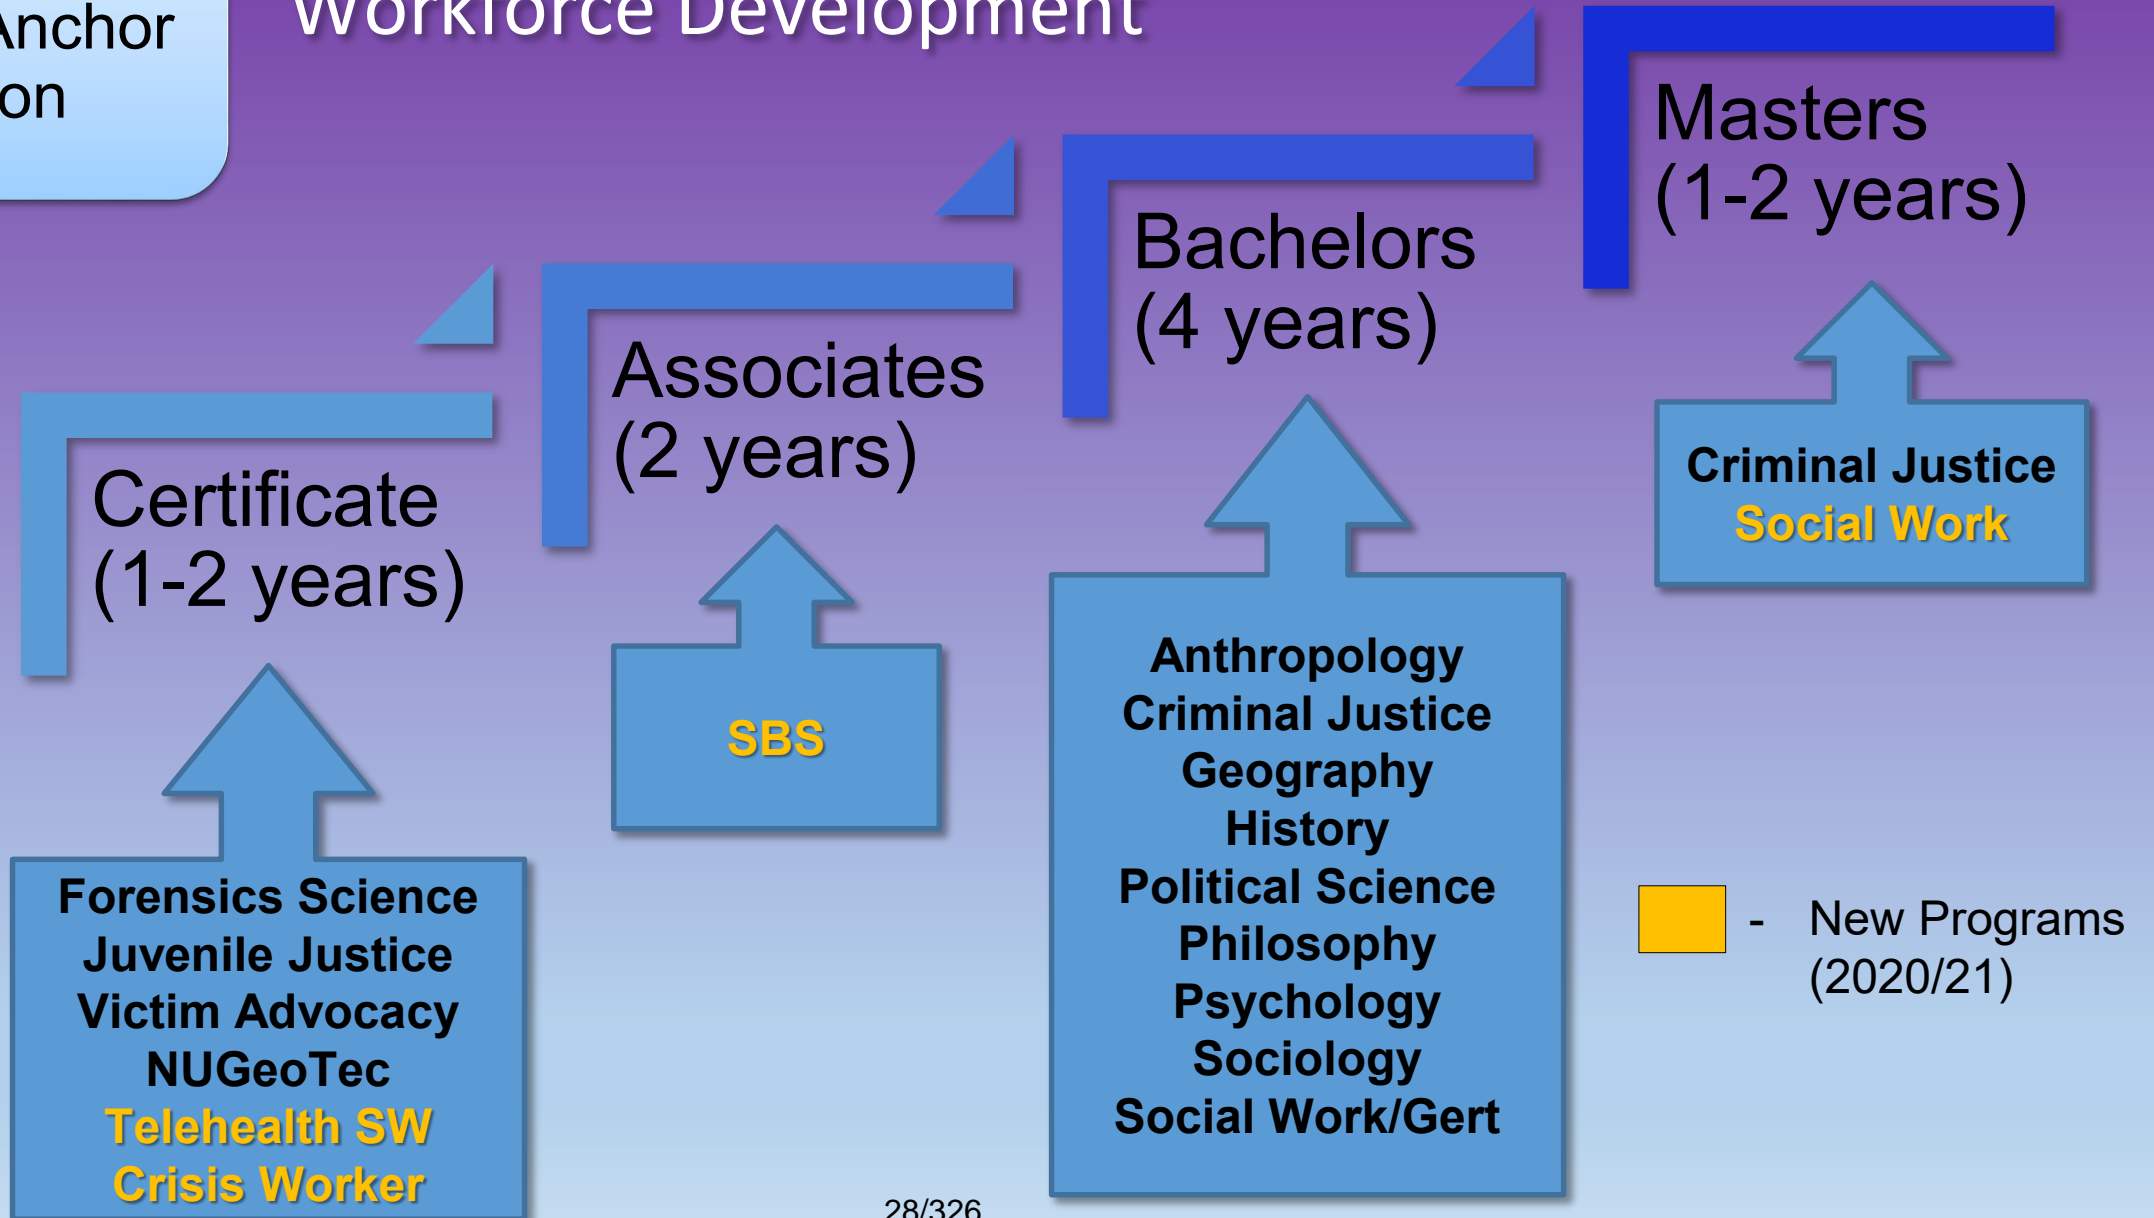 Anchor
on
Workforce Development
Certificate
(1-2 years)
Associates
(2 years)
Bachelors
(4 years)
Masters
(1-2 years)
Forensics Science
Juvenile Justice
Victim Advocacy
NUGeoTec
Telehealth SW
Crisis Worker
SBS
Anthropology
Criminal Justice
Geography
History
Political Science
Philosophy
Psychology
Sociology
Social Work/Gert
Criminal Justice
Social Work
- New Programs
(2020/21)
28/326